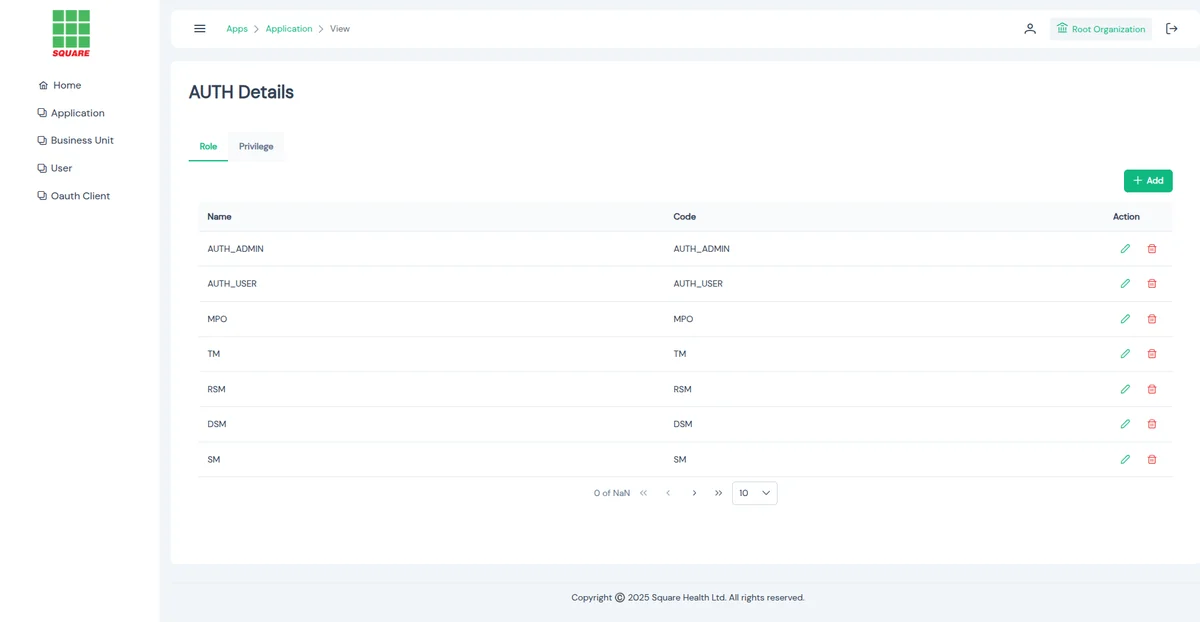 SQUARE
Home
Application
Business Unit
User
Oauth Client
Apps > Application > View
Root Organization
AUTH Details
Role Privilege
+ Add
Name Code Action
AUTH_ADMIN AUTH_ADMIN
AUTH_USER AUTH_USER
MPO MPO
TM TM
RSM RSM
DSM DSM
SM SM
0 of NaN « ‹ › » 10
Copyright © 2025 Square Health Ltd. All rights reserved.